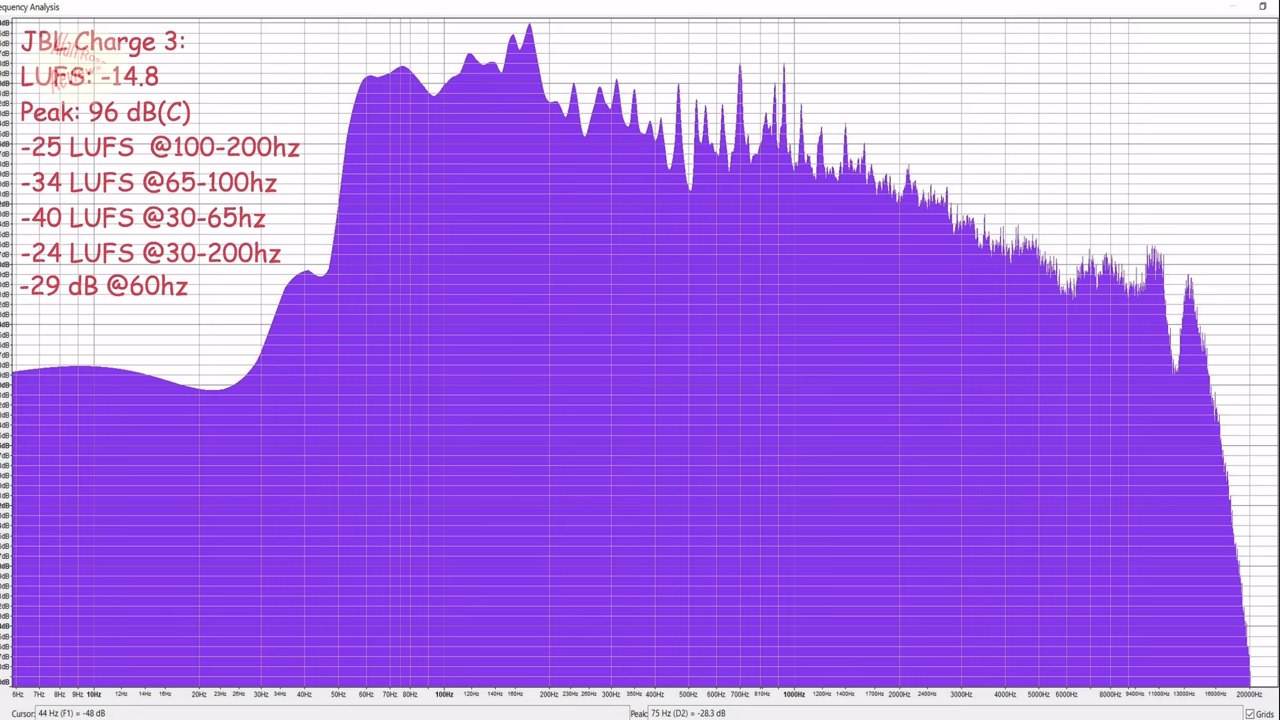 equency Analysis
JBL Charge 3:
LUFS: -14.8
Peak: 96 dB(C)
-25 LUFS @100-200hz
-34 LUFS @65-100hz
-40 LUFS @30-65hz
-24 LUFS @30-200hz
-29 dB @60hz
6Hz 7Hz 8Hz 9Hz 10Hz 12Hz 14Hz 16Hz 20Hz 23Hz 26Hz 30Hz 34Hz 40Hz 50Hz 60Hz 70Hz 80Hz 100Hz 120Hz 140Hz 160Hz 200Hz 240Hz 300Hz 350Hz 400Hz 500Hz 600Hz 700Hz 810Hz 1000Hz 1200Hz 1400Hz 1700Hz 2000Hz 2400Hz 3000Hz 4000Hz 5000Hz 6000Hz 8000Hz 9400Hz 11000Hz 13000Hz 16000Hz 20000Hz
Cursor: 44 Hz (F1) = -48 dB Peak: 75 Hz (D2) = -28.3 dB Grids